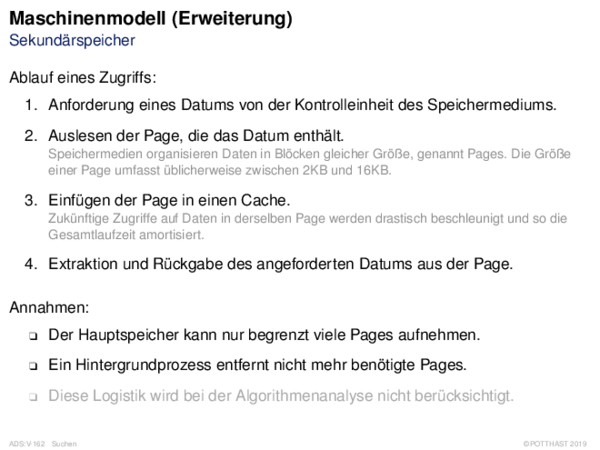 Maschinenmodell (Erweiterung)
Sekundärspeicher
Ablauf eines Zugriffs:
1. Anforderung eines Datums von der Kontrolleinheit des Speichermediums.
2. Auslesen der Page, die das Datum enthält.
Speichermedien organisieren Daten in Blöcken gleicher Größe, genannt Pages. Die Größe
einer Page umfasst üblicherweise zwischen 2KB und 16KB.
3. Einfügen der Page in einen Cache.
Zukünftige Zugriffe auf Daten in derselben Page werden drastisch beschleunigt und so die
Gesamtlaufzeit amortisiert.
4. Extraktion und Rückgabe des angeforderten Datums aus der Page.
Annahmen:
❏ Der Hauptspeicher kann nur begrenzt viele Pages aufnehmen.
❏ Ein Hintergrundprozess entfernt nicht mehr benötigte Pages.
❏ Diese Logistik wird bei der Algorithmenanalyse nicht berücksichtigt.
ADS:V-162 Suchen ©POTTHAST 2019